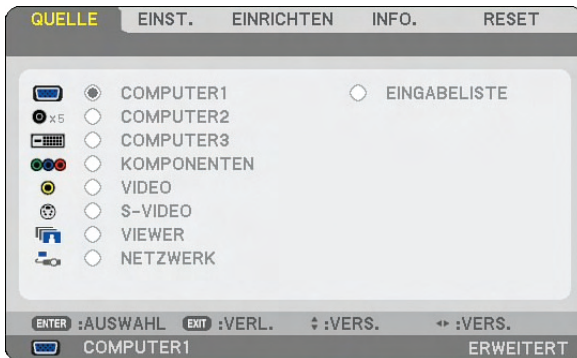 QUELLE EINST. EINRICHTEN INFO. RESET
COMPUTER1 EINGABELISTE
x5 COMPUTER2
COMPUTER3
KOMPONENTEN
VIDEO
S-VIDEO
VIEWER
NETZWERK
ENTER :AUSWAHL EXIT :VERL. :VERS. :VERS.
COMPUTER1 ERWEITERT